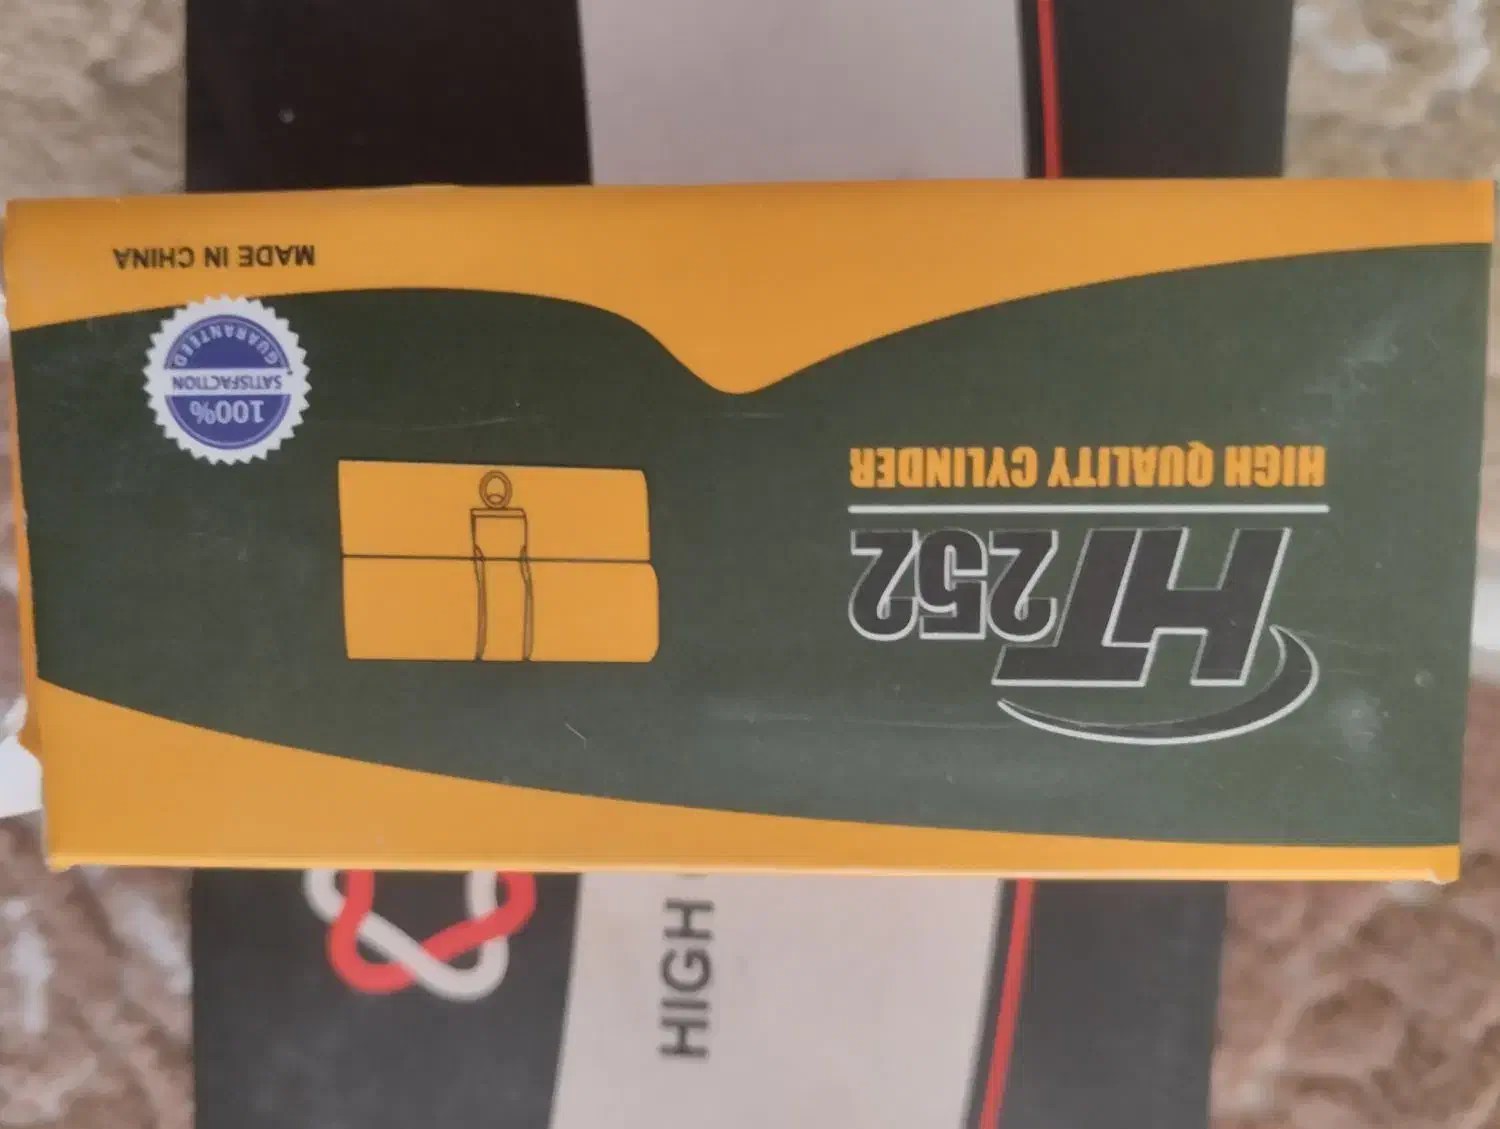 HT252
HIGH QUALITY CYLINDER
100%
SATISFACTION
GUARANTEED
MADE IN CHINA
HIGH